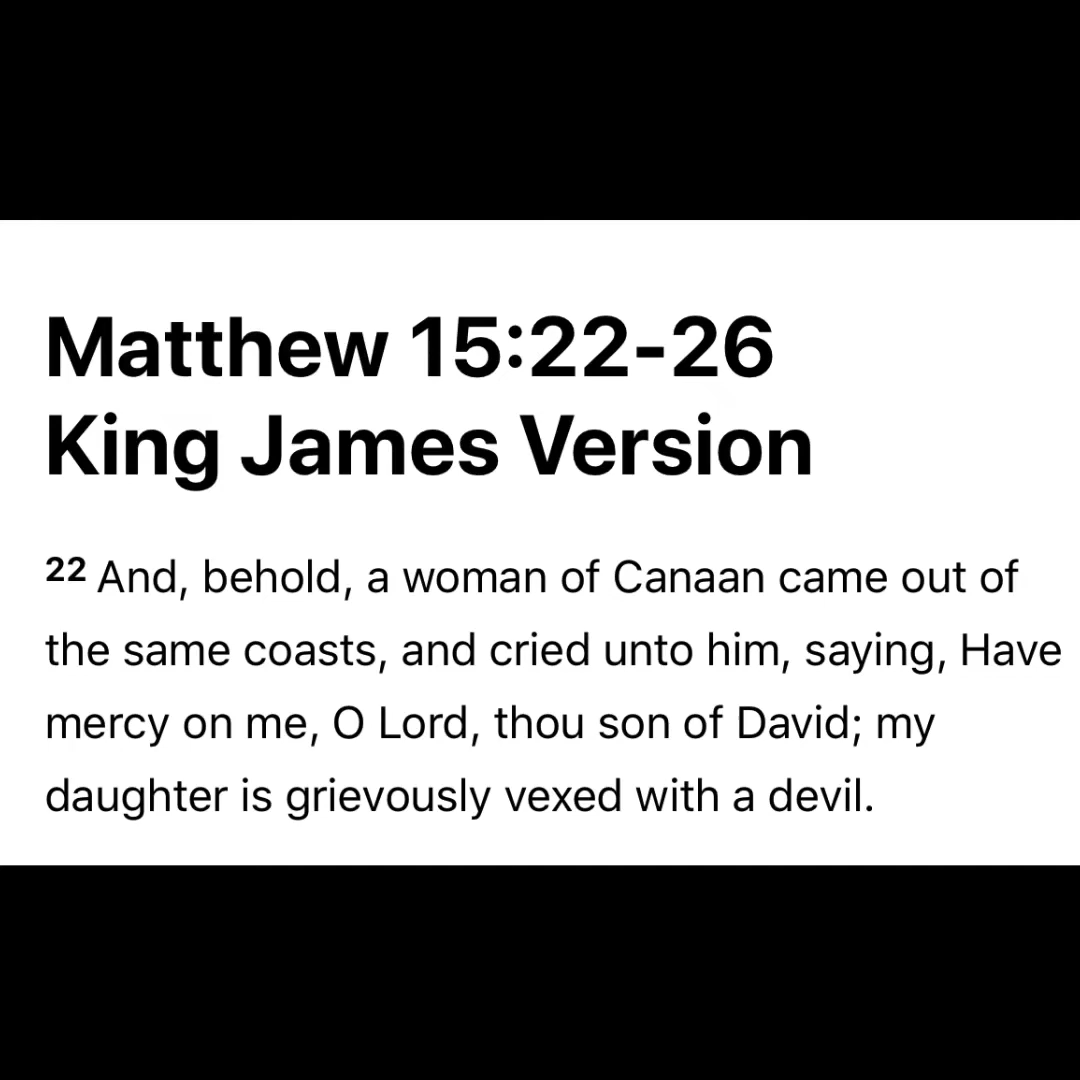 Matthew 15:22-26
King James Version
22 And, behold, a woman of Canaan came out of
the same coasts, and cried unto him, saying, Have
mercy on me, O Lord, thou son of David; my
daughter is grievously vexed with a devil.